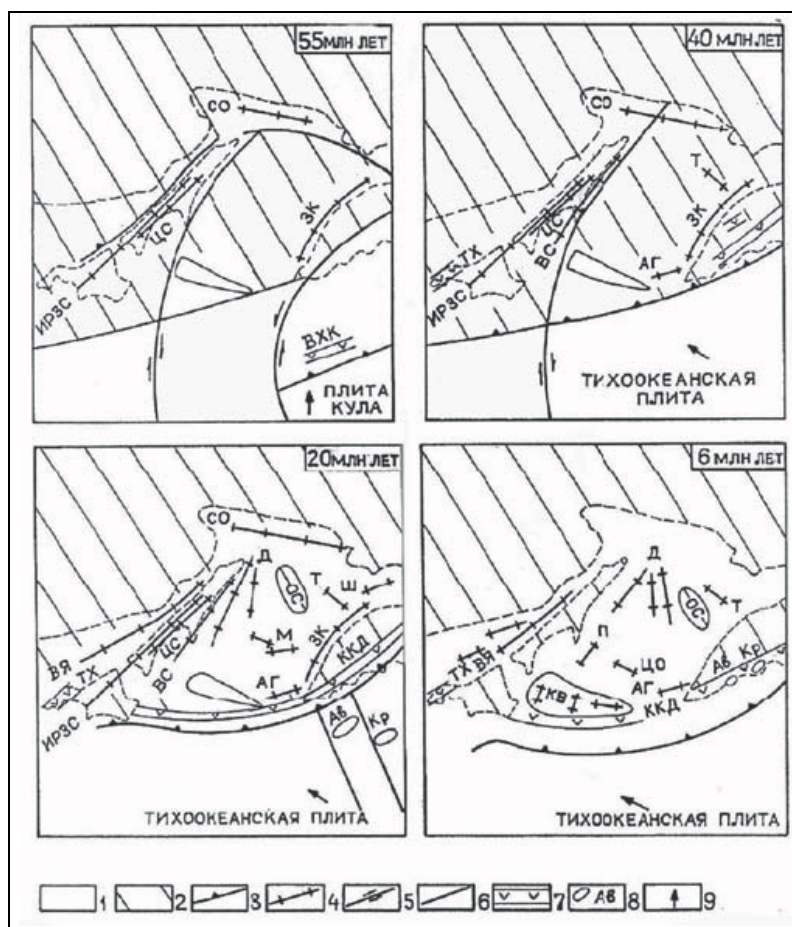 55 МЛН ЛЕТ
СО
ЗК
ЦС
ИРЗС
ВХК
ПЛИТА
КУЛА
40 МЛН ЛЕТ
СО
Т
ЗК
ЦС
ВС
ТХ
АГ
ИРЗС
ТИХООКЕАНСКАЯ
ПЛИТА
20 МЛН ЛЕТ
СО
Д
ОС
Т
Ш
М
ЗК
ККД
ЦС
ВЯ
ТХ
ВС
АГ
ИРЗС
Ав
Кр
ТИХООКЕАНСКАЯ ПЛИТА
6 МЛН ЛЕТ
Д
ОС
Т
П
ЦО
Ав
Кр
ТХ
ВЯ
КВ
АГ
ККД
ТИХООКЕАНСКАЯ ПЛИТА
1 2 3 4 5 6 7 Ав 8 9